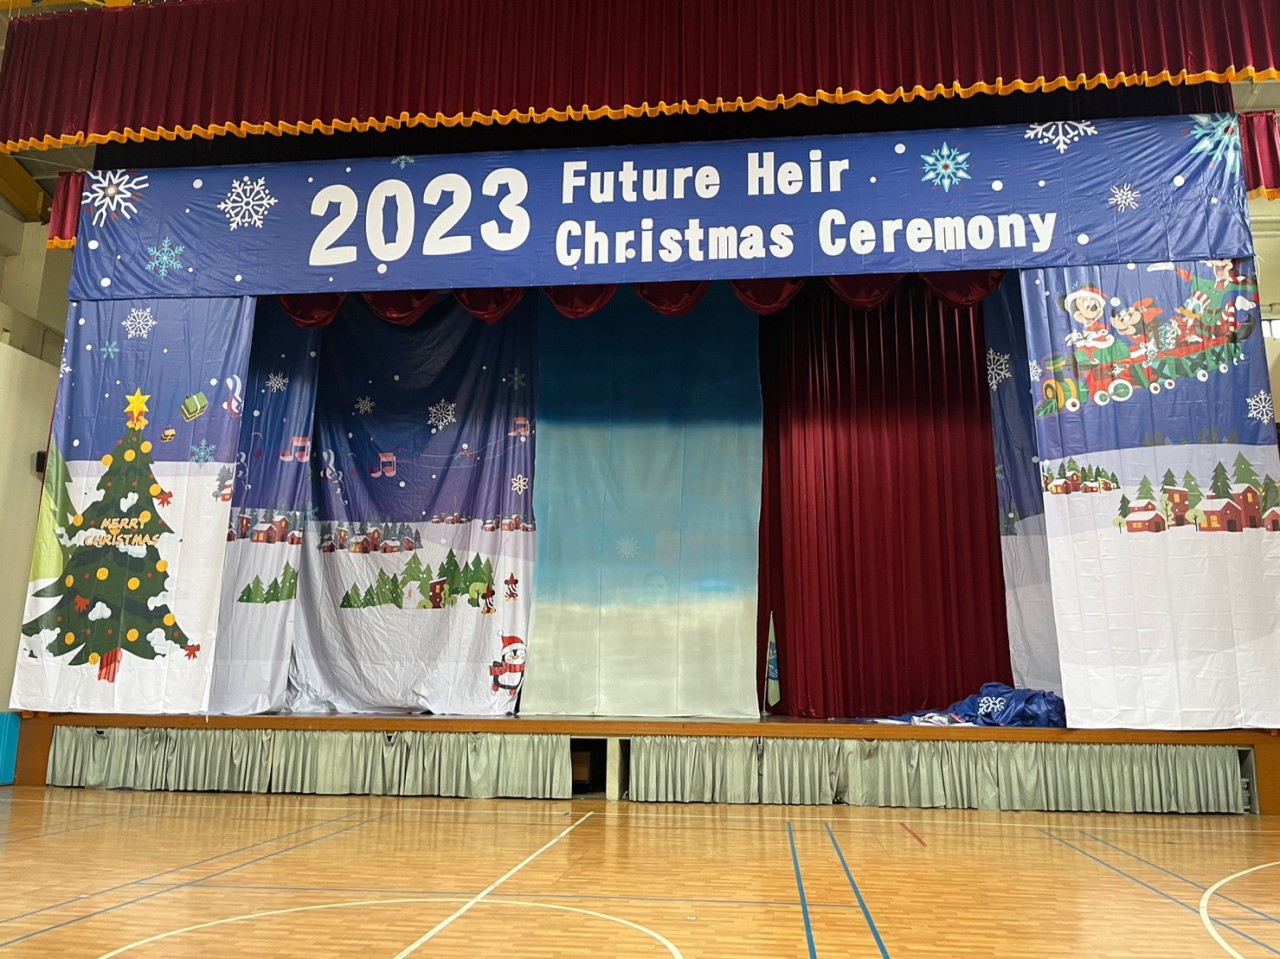 2023 Future Heir
Christmas Ceremony
MERRY
CHRISTMAS